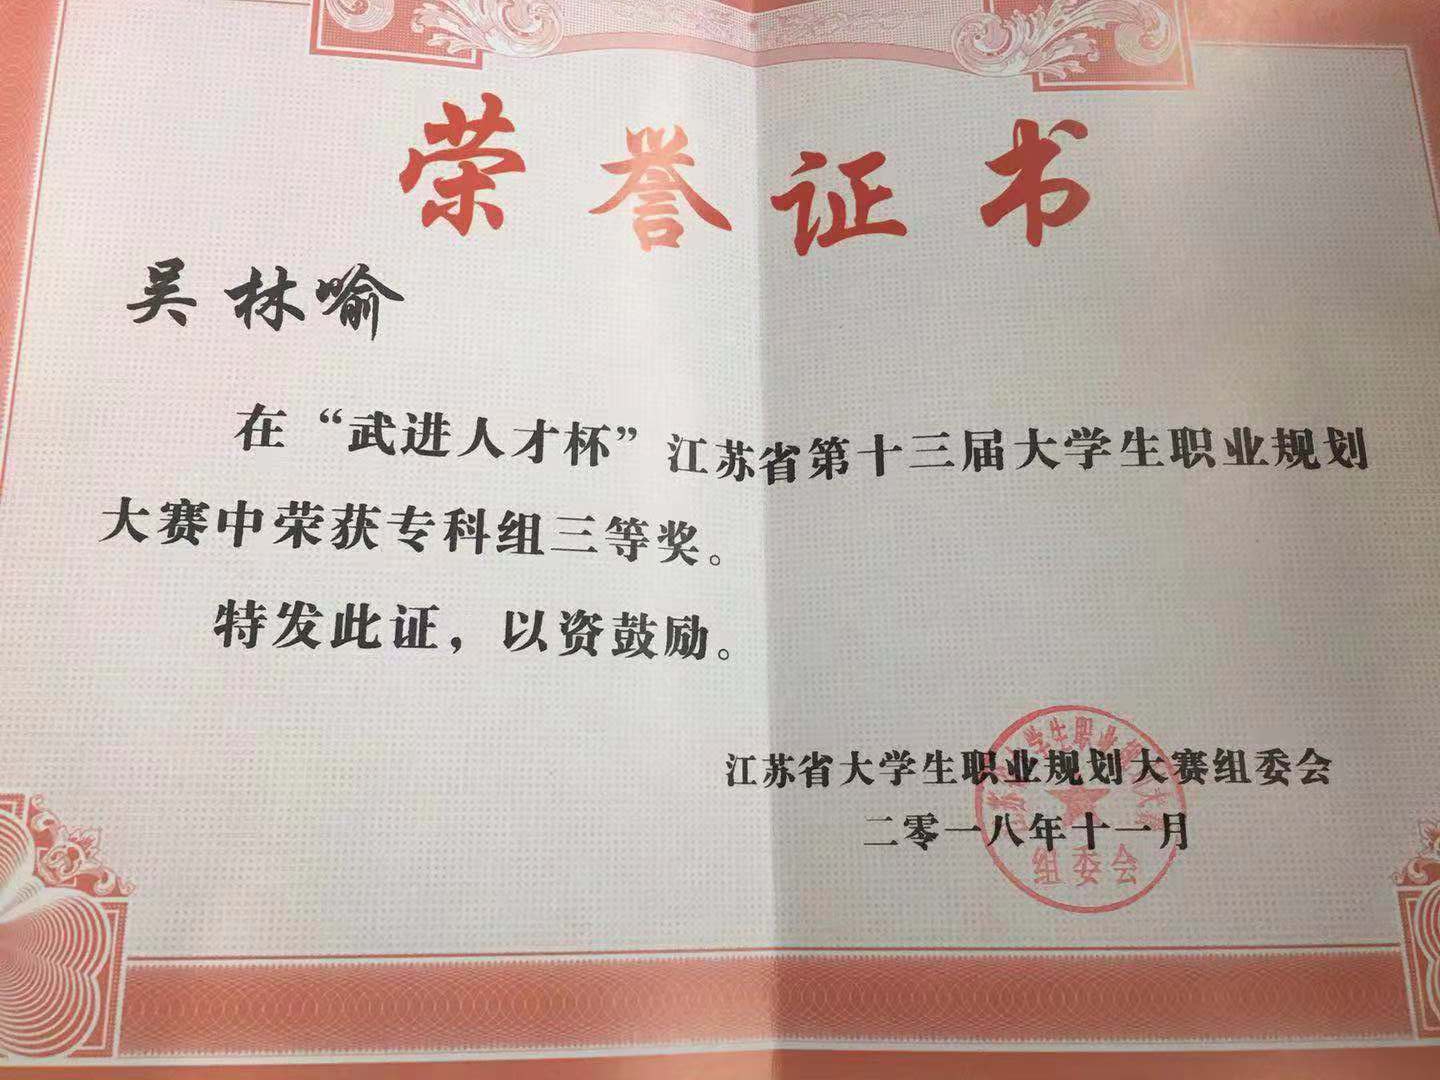 荣誉证书
吴林喻
在“武进人才杯”江苏省第十三届大学生职业规划
大赛中荣获专科组三等奖。
特发此证，以资鼓励。
江苏省大学生职业规划大赛组委会
二零一八年十一月
组委会